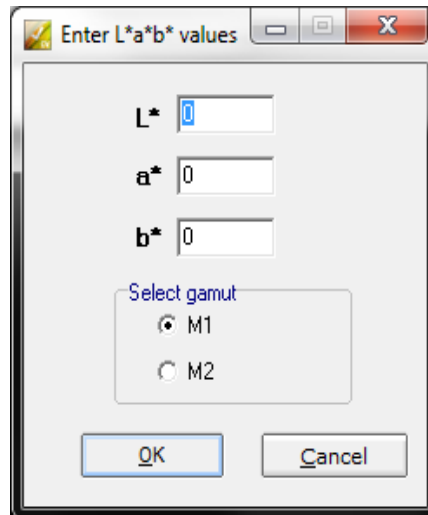 Enter L*a*b* values
L* 0
a* 0
b* 0
Select gamut
M1
M2
OK
Cancel